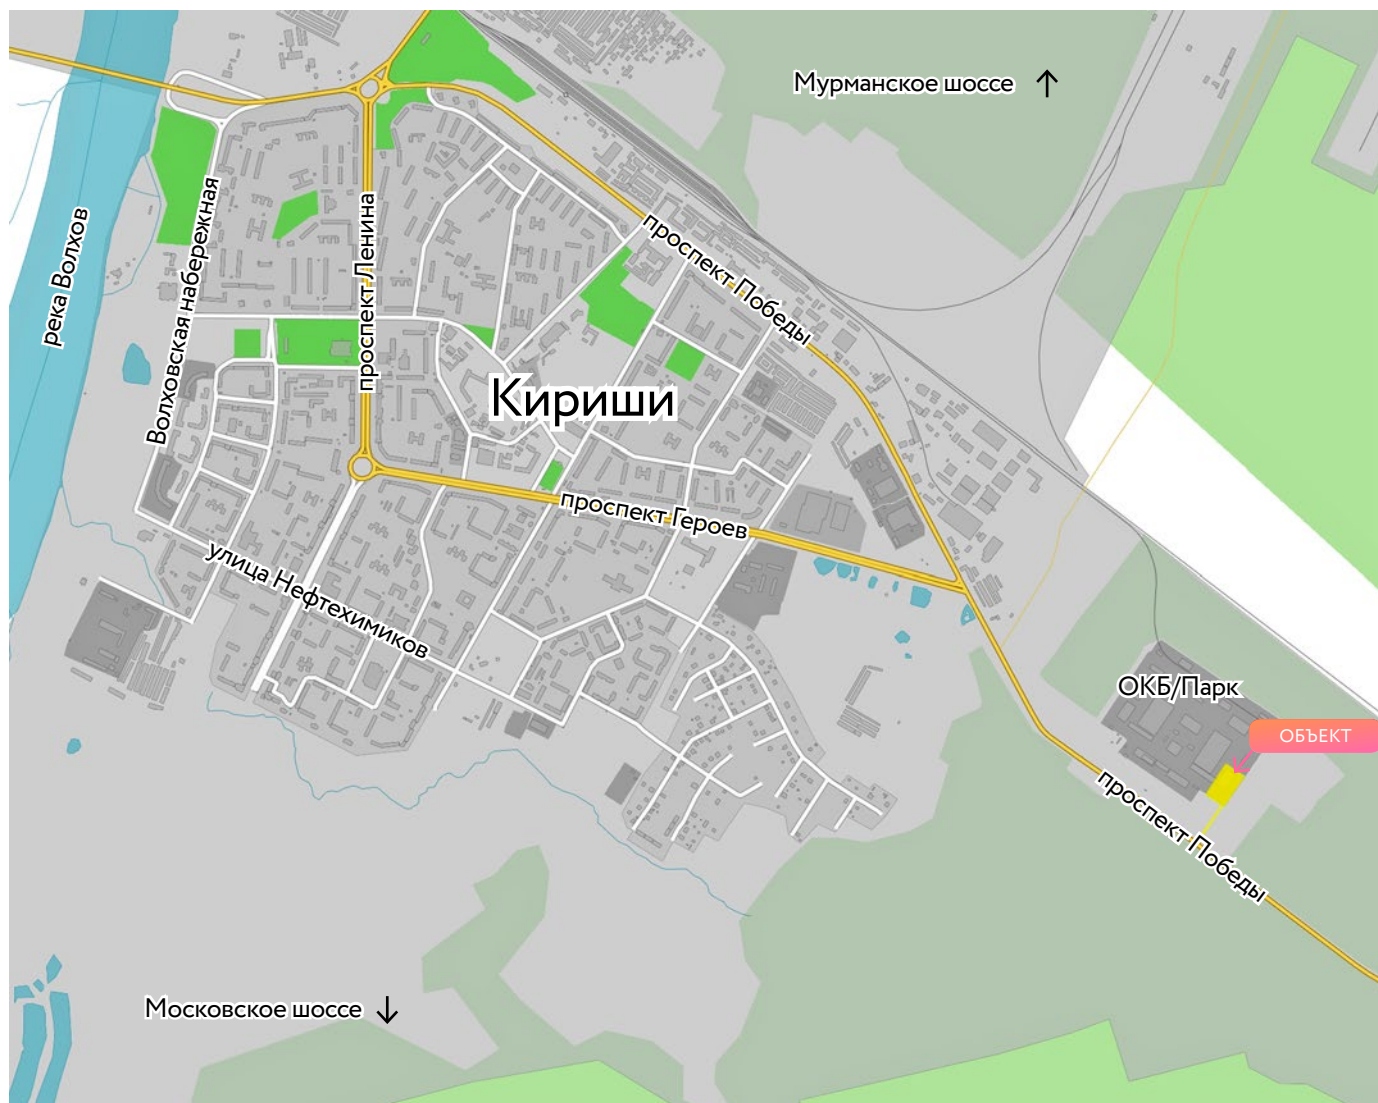 Мурманское шоссе
река Волхов
Волховская набережная
проспект Ленина
проспект Победы
Кириши
проспект Героев
улица Нефтехимиков
ОКБ/Парк
ОБЪЕКТ
проспект Победы
Московское шоссе